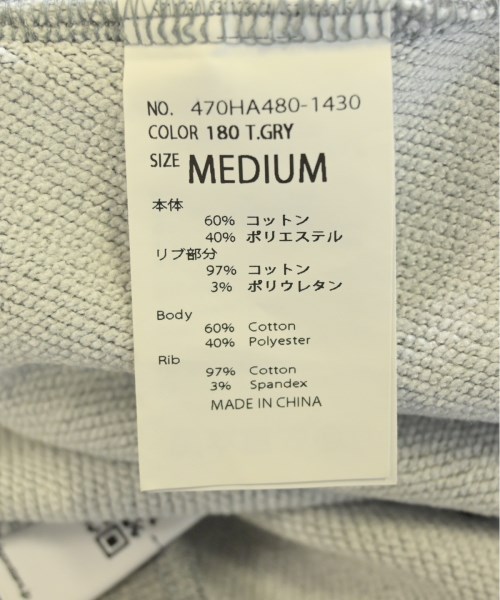 NO. 470HA480-1430
COLOR 180 T.GRY
SIZE MEDIUM
本体
60% コットン
40% ポリエステル
リブ部分
97% コットン
3% ポリウレタン
Body
60% Cotton
40% Polyester
Rib
97% Cotton
3% Spandex
MADE IN CHINA